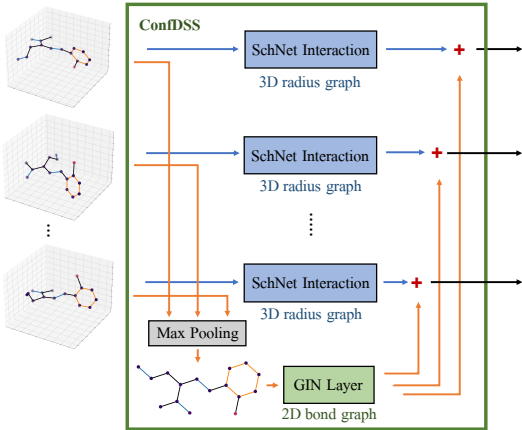 ConfDSS
SchNet Interaction
3D radius graph
SchNet Interaction
3D radius graph
SchNet Interaction
3D radius graph
Max Pooling
GIN Layer
2D bond graph